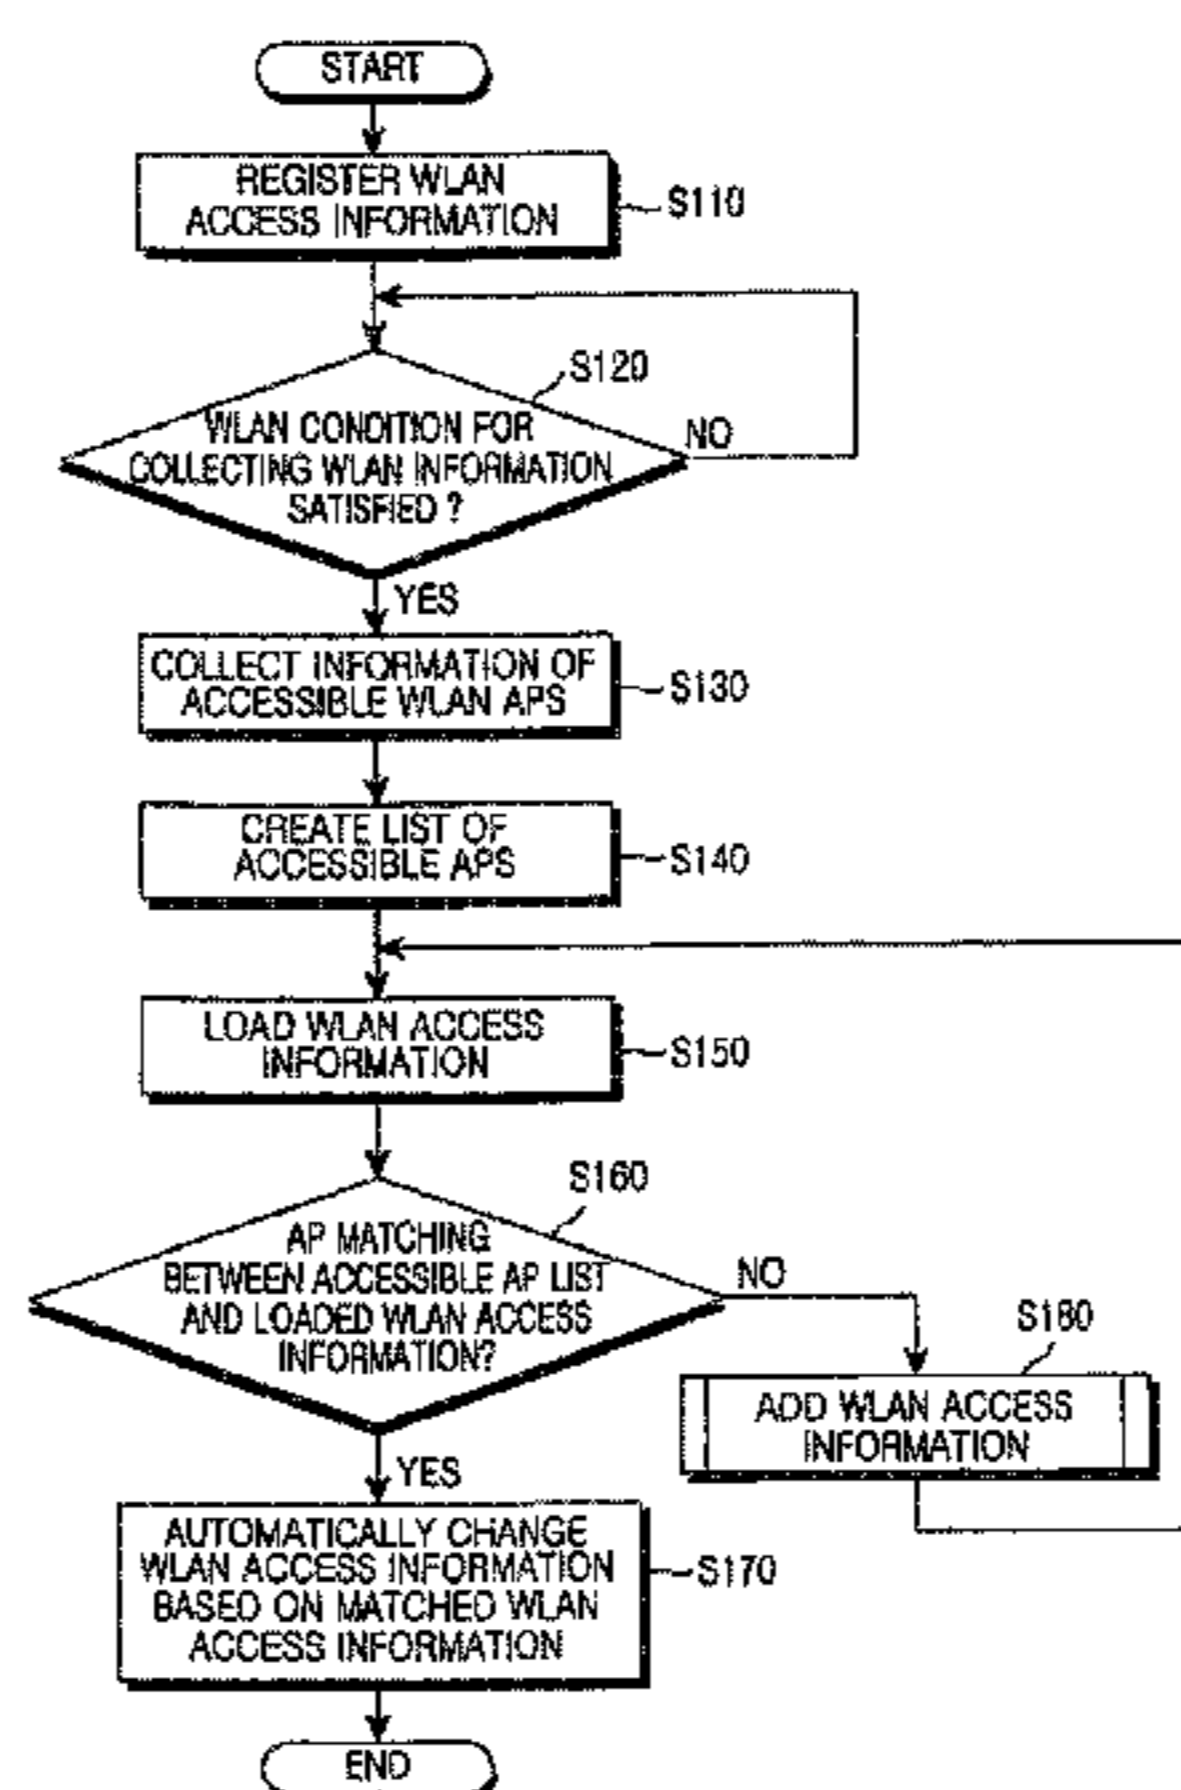 START
REGISTER WLAN
ACCESS INFORMATION
S110
S120
WLAN CONDITION FOR
COLLECTING WLAN INFORMATION
SATISFIED ?
NO
YES
COLLECT INFORMATION OF
ACCESSIBLE WLAN APS
S130
CREATE LIST OF
ACCESSIBLE APS
S140
LOAD WLAN ACCESS
INFORMATION
S150
S160
AP MATCHING
BETWEEN ACCESSIBLE AP LIST
AND LOADED WLAN ACCESS
INFORMATION?
NO
S180
ADD WLAN ACCESS
INFORMATION
YES
AUTOMATICALLY CHANGE
WLAN ACCESS INFORMATION
BASED ON MATCHED WLAN
ACCESS INFORMATION
S170
END